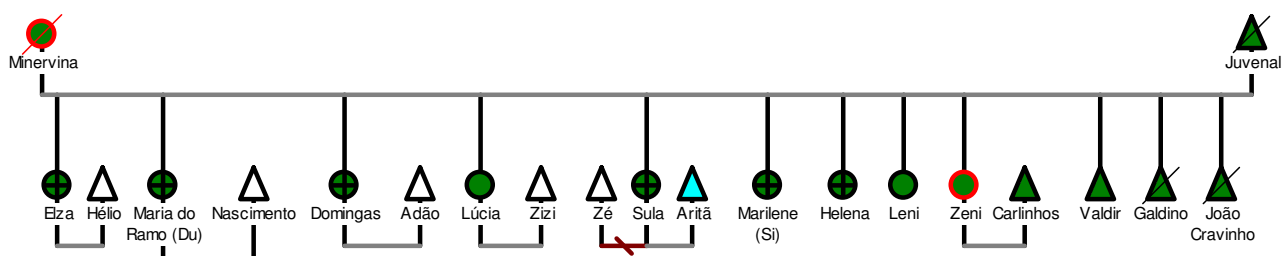 Minervina Juvenal
Elza Hélio Maria do Nascimento Domingas Adão Lúcia Zizi Zé Sula Aritã Marilene Helena Leni Zeni Carlinhos Valdir Galdino João
Ramo (Du) (Si) Cravinho